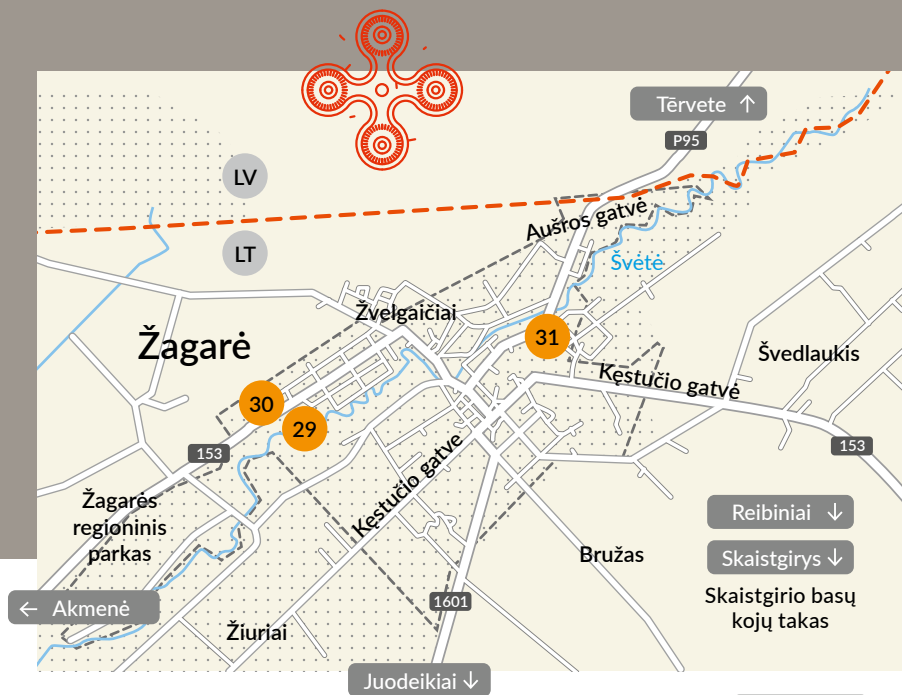 Tērvete ↑
P95
LV
Aušros gatvė
LT
Švėtė
Žvelgaičiai
Žagarė
31
Švedlaukis
Kęstučio gatvė
30
29
153
153
Kęstučio gatve
Žagarės
regioninis
parkas
Reibiniai ↓
Bružas
Skaistgirys ↓
Skaistgirio basų
kojų takas
1601
← Akmenė
Žiuriai
Juodeikiai ↓